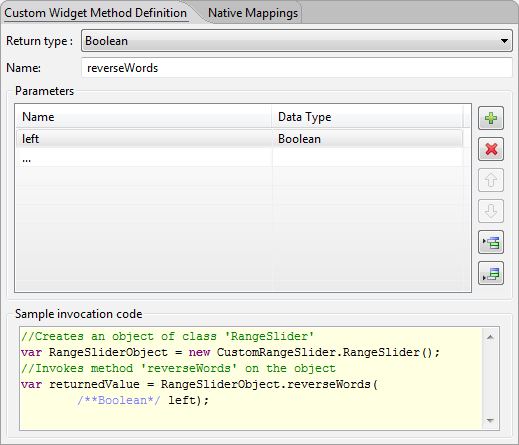 Custom Widget Method Definition
Native Mappings
Return type :
Boolean
Name:
reverseWords
Parameters
Name
Data Type
left
Boolean
...
Sample invocation code
//Creates an object of class 'RangeSlider'
var RangeSliderObject = new CustomRangeSlider.RangeSlider();
//Invokes method 'reverseWords' on the object
var returnedValue = RangeSliderObject.reverseWords(
/**Boolean*/ left);